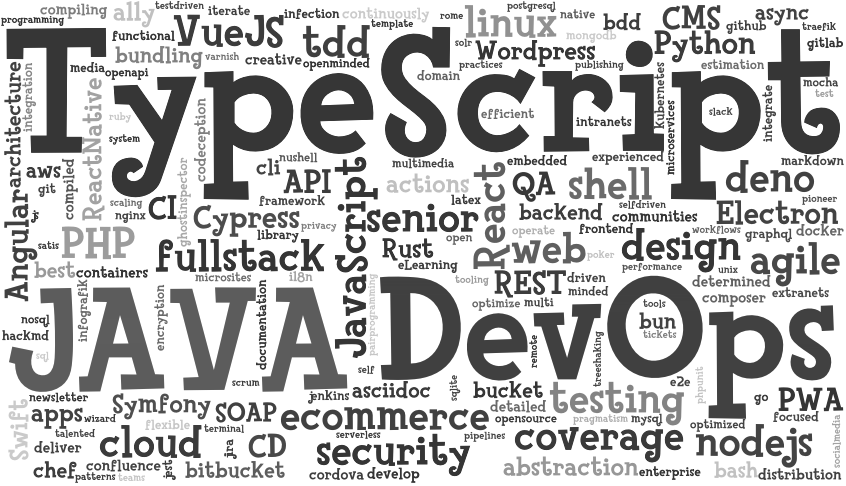 compiling
ally
testdriven
iterate
infection
continuously
rome
postgresql
native
bdd
CMS
async
functional
VueJS
tdd
template
linux
mongodb
github
traefik
TypeScript
bundling
varnish
creative
openminded
solr
Wordpress
Python
gitlab
media
openapi
domain
practices
publishing
estimation
mocha
test
architecture
integration
ReactNative
ruby
system
codeception
efficient
intranets
Kubernetes
microservices
slack
integrate
aws
git
compiled
scaling
nginx
CI
ghostinspector
nushell
cli
API
framework
multimedia
actions
latex
embedded
experienced
QA
shell
deno
markdown
pioneer
Angular
js
satis
PHP
Cypress
library
privacy
JavaScript
senior
open
React
backend
operate
selfdriven
communities
frontend
Electron
workflows
graphql
docker
best
containers
fullstack
Rust
eLearning
web
poker
design
performance
unix
agile
microsites
i18n
tooling
REST
driven
minded
determined
composer
extranets
JAVA
DevOps
infografik
encryption
documentation
pairprogramming
optimize
multi
tools
bun
tickets
nosql
hackmd
sql
remote
treeshaking
scrum
self
newsletter
jenkins
asciidoc
sqlite
bucket
testing
e2e
phpunit
go
PWA
Swift
apps
wizard
Symfony
SOAP
ecommerce
detailed
opensource
pragmatism
mysql
optimized
focused
talented
flexible
terminal
deliver
cloud
jra
CD
serverless
security
pipelines
coverage
nodejs
socialmedia
chef
confluence
patterns
teams
jest
bitbucket
cordova
develop
abstraction
enterprise
bash
distribution